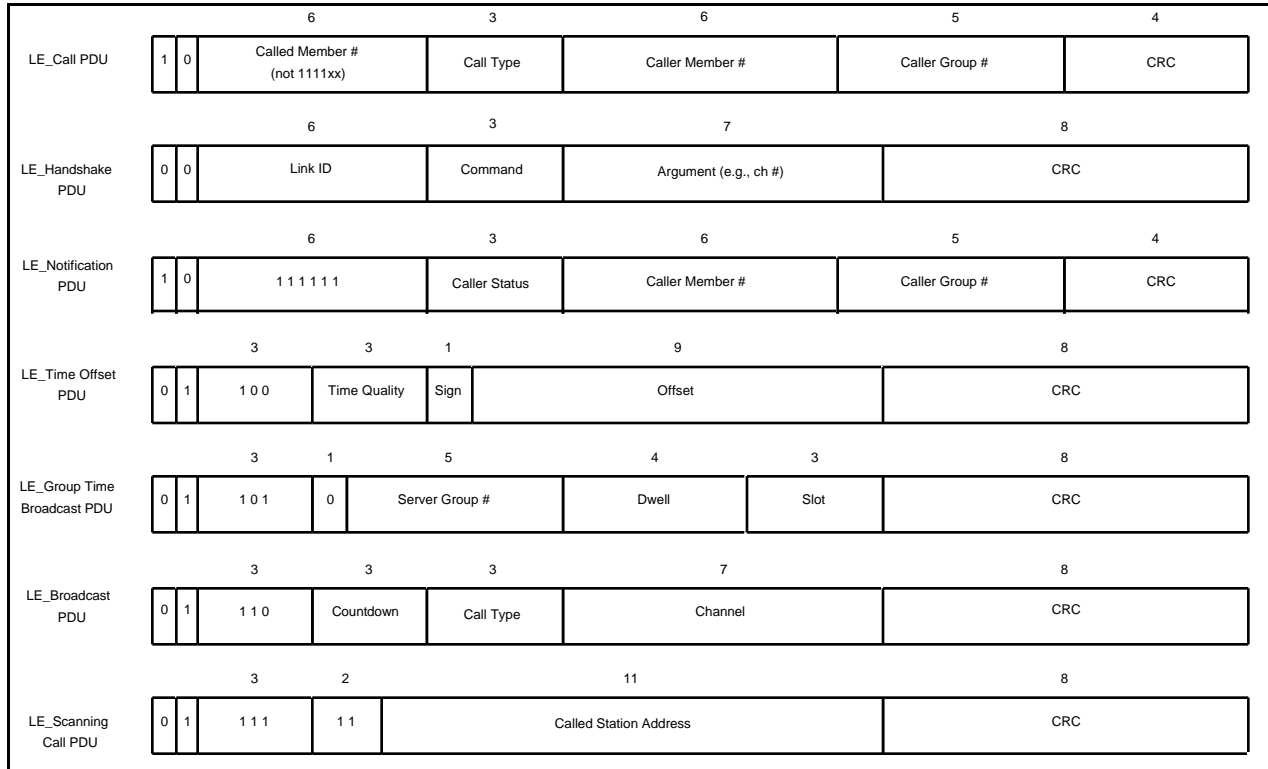 6 3 6 5 4
LE_Call PDU 1 0 Called Member # (not 1111xx) Call Type Caller Member # Caller Group # CRC
6 3 7 8
LE_Handshake PDU 0 0 Link ID Command Argument (e.g., ch #) CRC
6 3 6 5 4
LE_Notification PDU 1 0 1 1 1 1 1 1 Caller Status Caller Member # Caller Group # CRC
3 3 1 9 8
LE_Time Offset PDU 0 1 1 0 0 Time Quality Sign Offset CRC
3 1 5 4 3 8
LE_Group Time Broadcast PDU 0 1 1 0 1 0 Server Group # Dwell Slot CRC
3 3 3 7 8
LE_Broadcast PDU 0 1 1 1 0 Countdown Call Type Channel CRC
3 2 11 8
LE_Scanning Call PDU 0 1 1 1 1 1 1 Called Station Address CRC